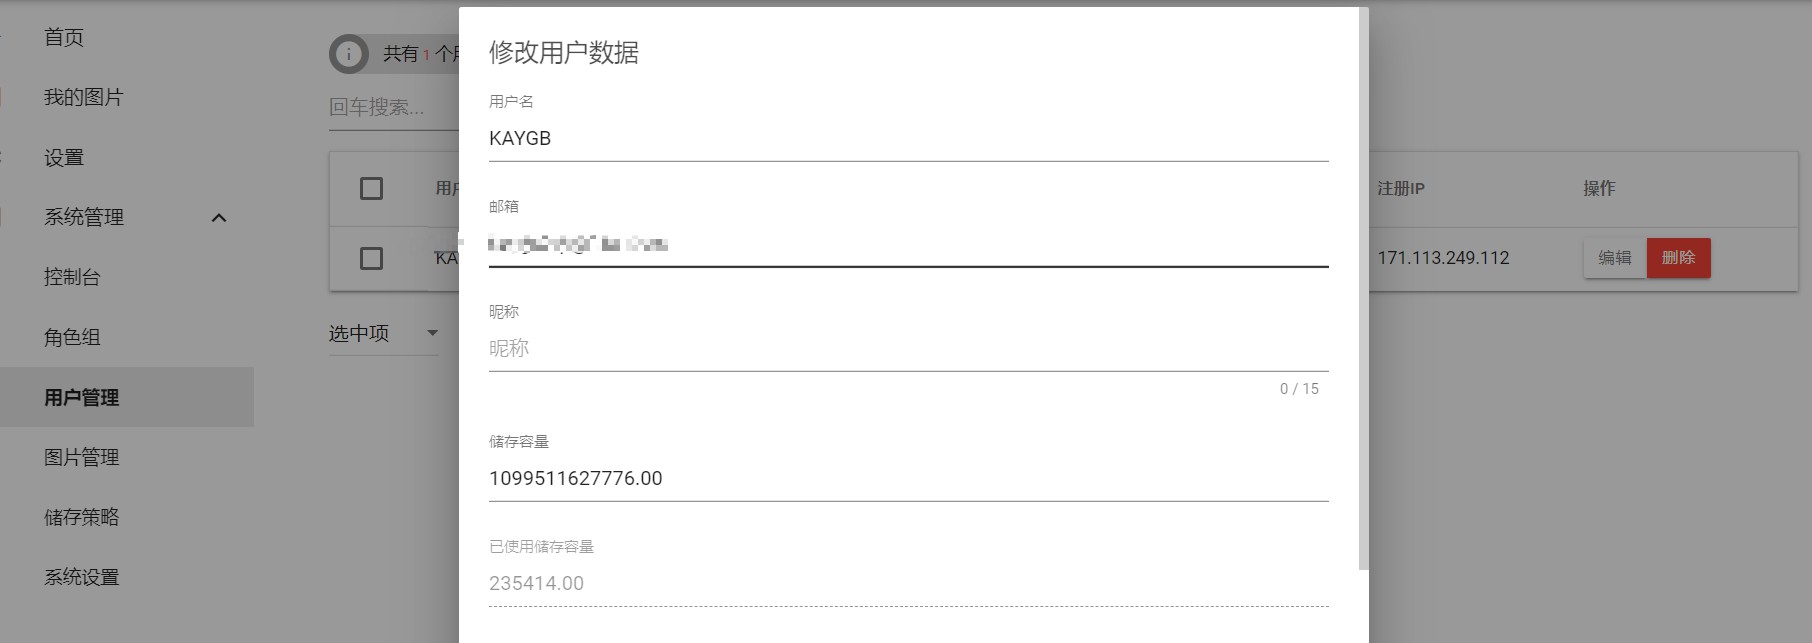 首页
我的图片
设置
系统管理
控制台
角色组
用户管理
图片管理
储存策略
系统设置
共有 1 个用
回车搜索...
用户
KAY
选中项
修改用户数据
用户名
KAYGB
邮箱
昵称
昵称
0 / 15
储存容量
1099511627776.00
已使用储存容量
235414.00
注册IP
操作
171.113.249.112
编辑
删除